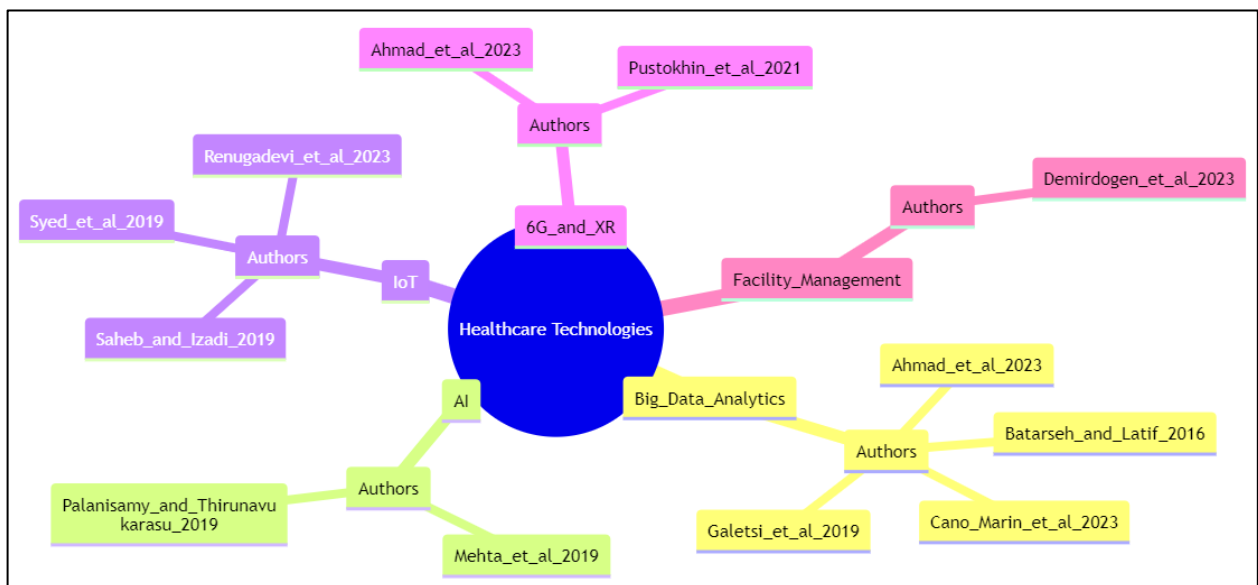 Ahmad_et_al_2023
Pustokhin_et_al_2021
Authors
6G_and_XR
Renugadevi_et_al_2023
Syed_et_al_2019
Authors
IoT
Saheb_and_Izadi_2019
Demirdogen_et_al_2023
Authors
Facility_Management
Healthcare Technologies
AI
Authors
Palanisamy_and_Thirunavu
karasu_2019
Mehta_et_al_2019
Big_Data_Analytics
Ahmad_et_al_2023
Authors
Batarseh_and_Latif_2016
Galetsi_et_al_2019
Cano_Marin_et_al_2023